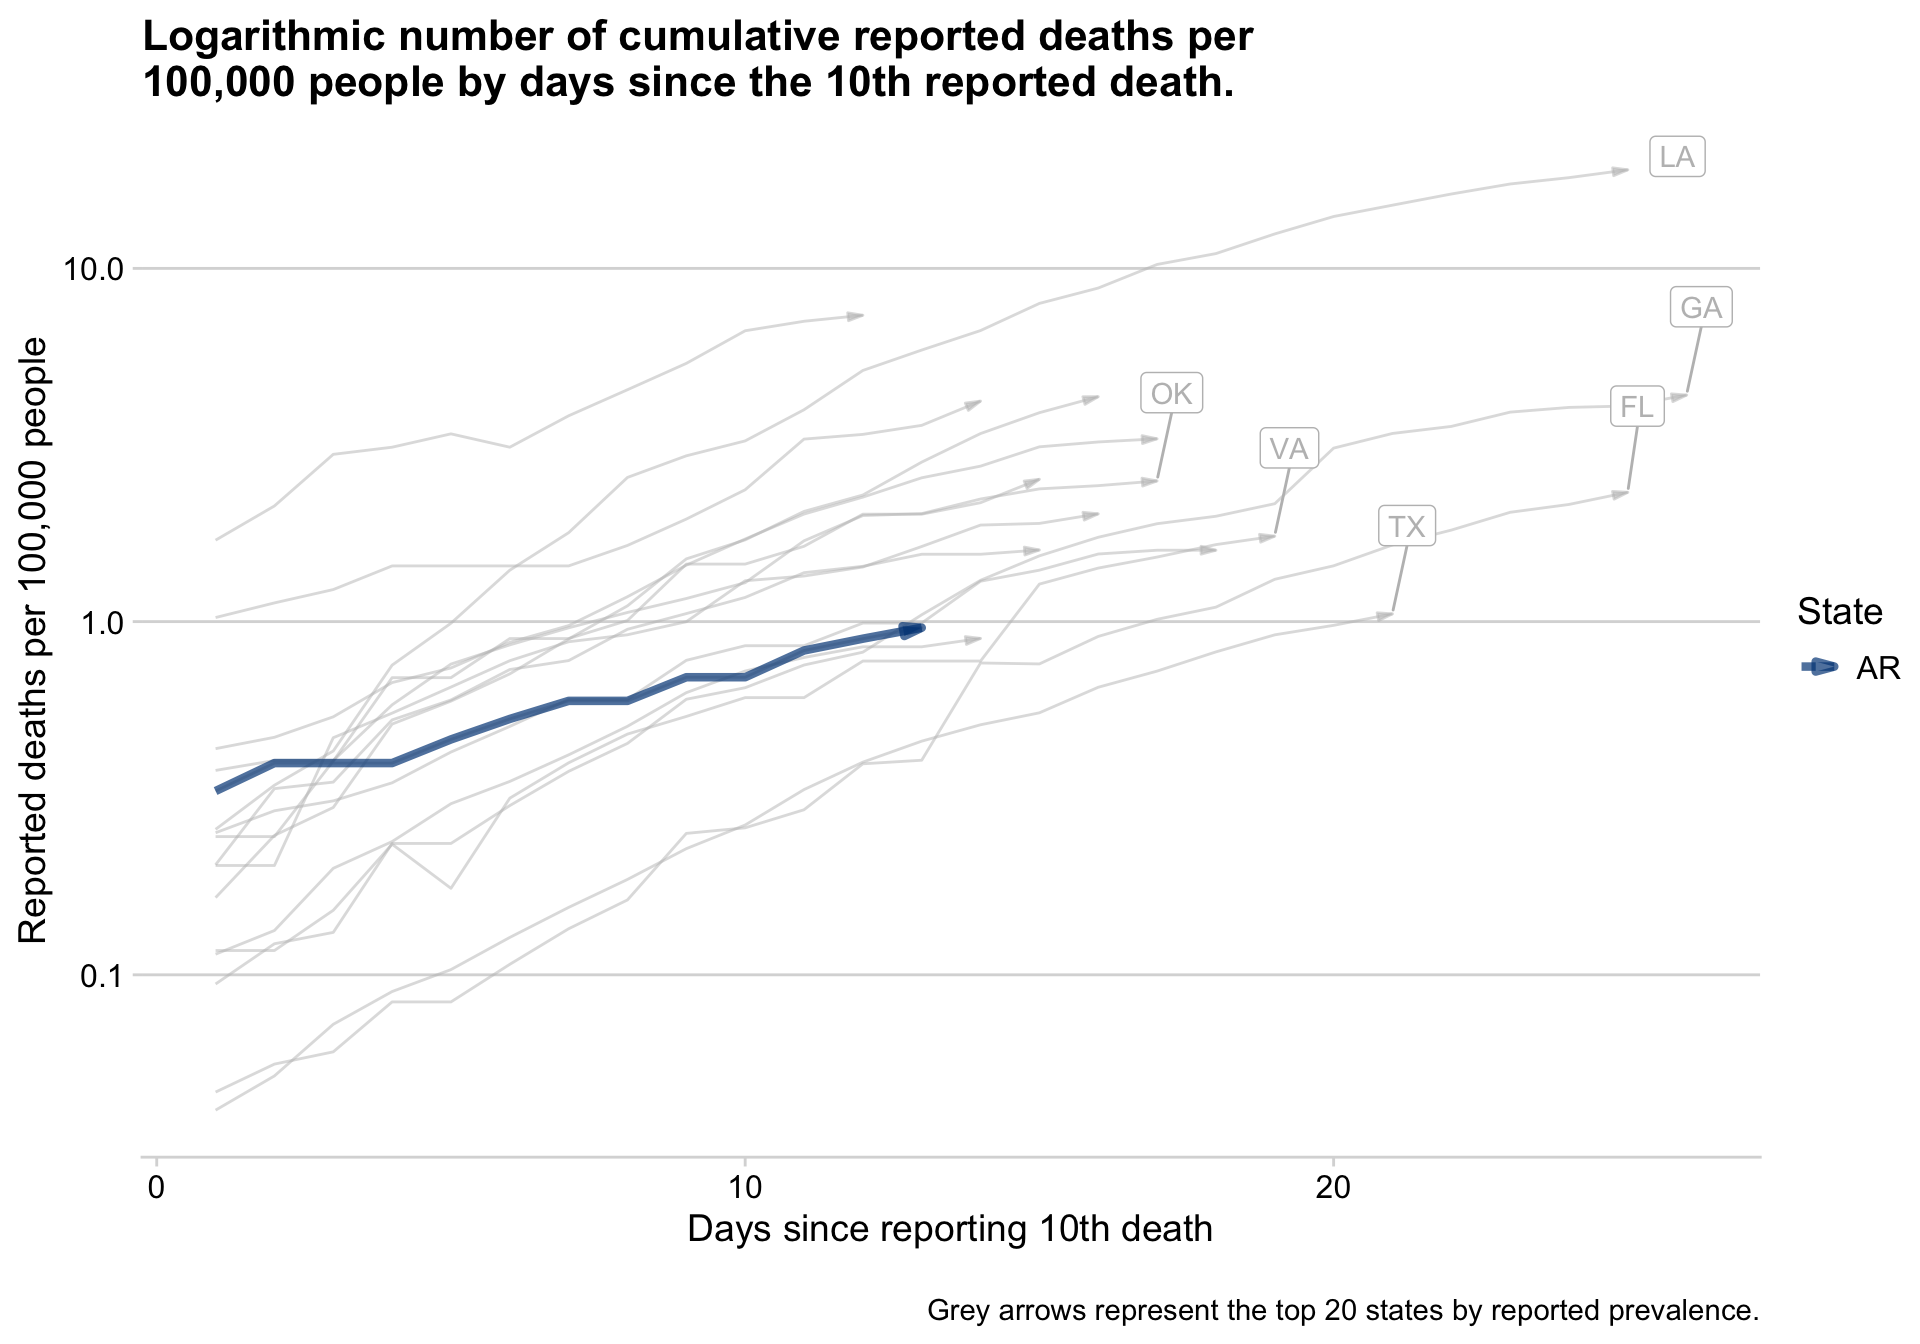 Logarithmic number of cumulative reported deaths per
100,000 people by days since the 10th reported death.
LA
10.0
GA
OK
FL
VA
TX
Reported deaths per 100,000 people
1.0
State
AR
0.1
0
10
20
Days since reporting 10th death
Grey arrows represent the top 20 states by reported prevalence.